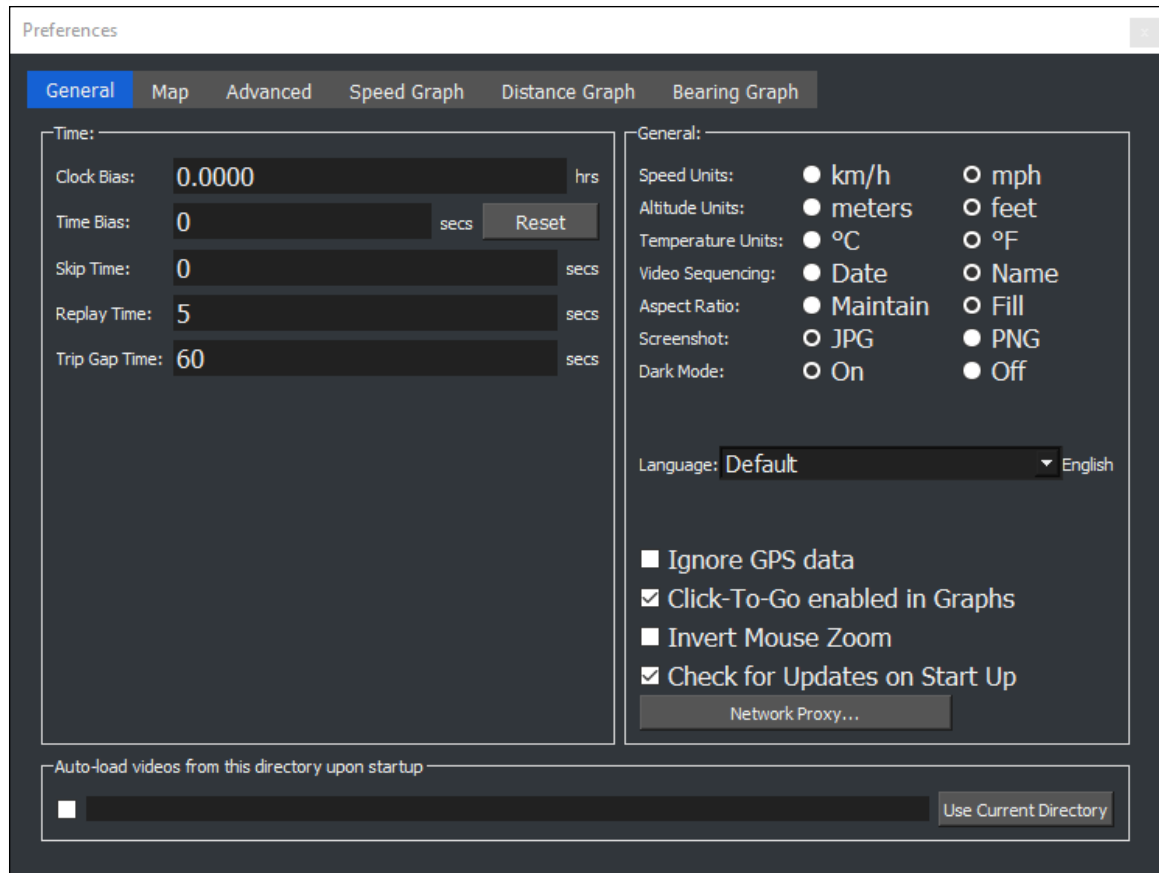 Preferences
x
General Map Advanced Speed Graph Distance Graph Bearing Graph
Time:
Clock Bias: 0.0000 hrs
Time Bias: 0 secs Reset
Skip Time: 0 secs
Replay Time: 5 secs
Trip Gap Time: 60 secs
General:
Speed Units: km/h mph
Altitude Units: meters feet
Temperature Units: °C °F
Video Sequencing: Date Name
Aspect Ratio: Maintain Fill
Screenshot: JPG PNG
Dark Mode: On Off
Language: Default English
Ignore GPS data
Click-To-Go enabled in Graphs
Invert Mouse Zoom
Check for Updates on Start Up
Network Proxy...
Auto-load videos from this directory upon startup
Use Current Directory